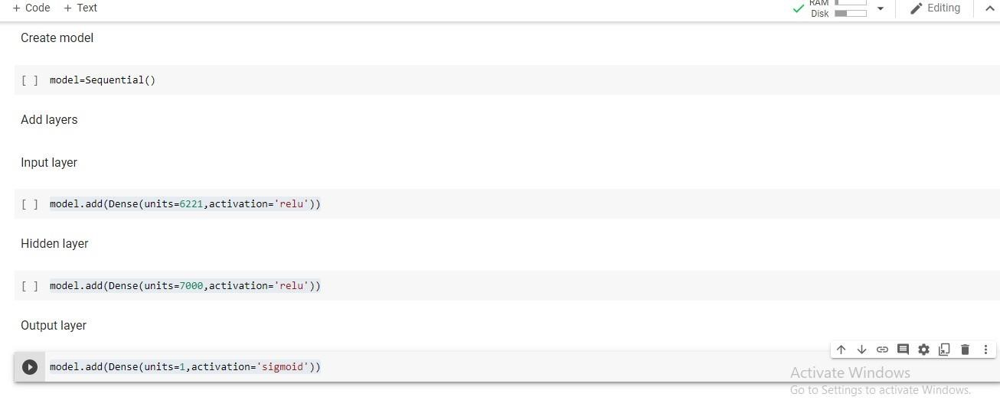 + Code + Text
RAM
Disk
Editing
Create model
[ ] model=Sequential()
Add layers
Input layer
[ ] model.add(Dense(units=6221,activation='relu'))
Hidden layer
[ ] model.add(Dense(units=7000,activation='relu'))
Output layer
model.add(Dense(units=1,activation='sigmoid'))
Activate Windows
Go to Settings to activate Windows.